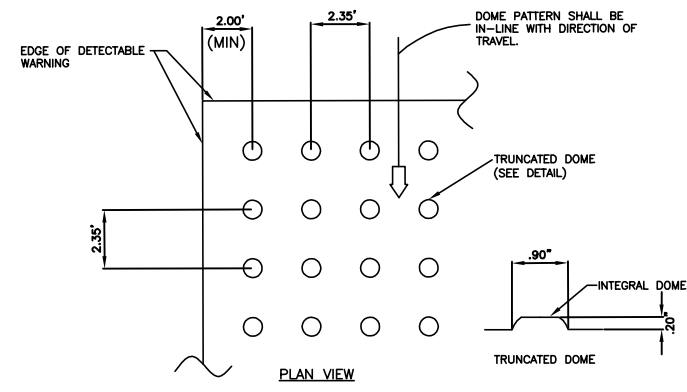 2.00'
(MIN)
2.35'
DOME PATTERN SHALL BE
IN-LINE WITH DIRECTION OF
TRAVEL.
EDGE OF DETECTABLE
WARNING
TRUNCATED DOME
(SEE DETAIL)
2.35'
.90"
INTEGRAL DOME
.20"
TRUNCATED DOME
PLAN VIEW